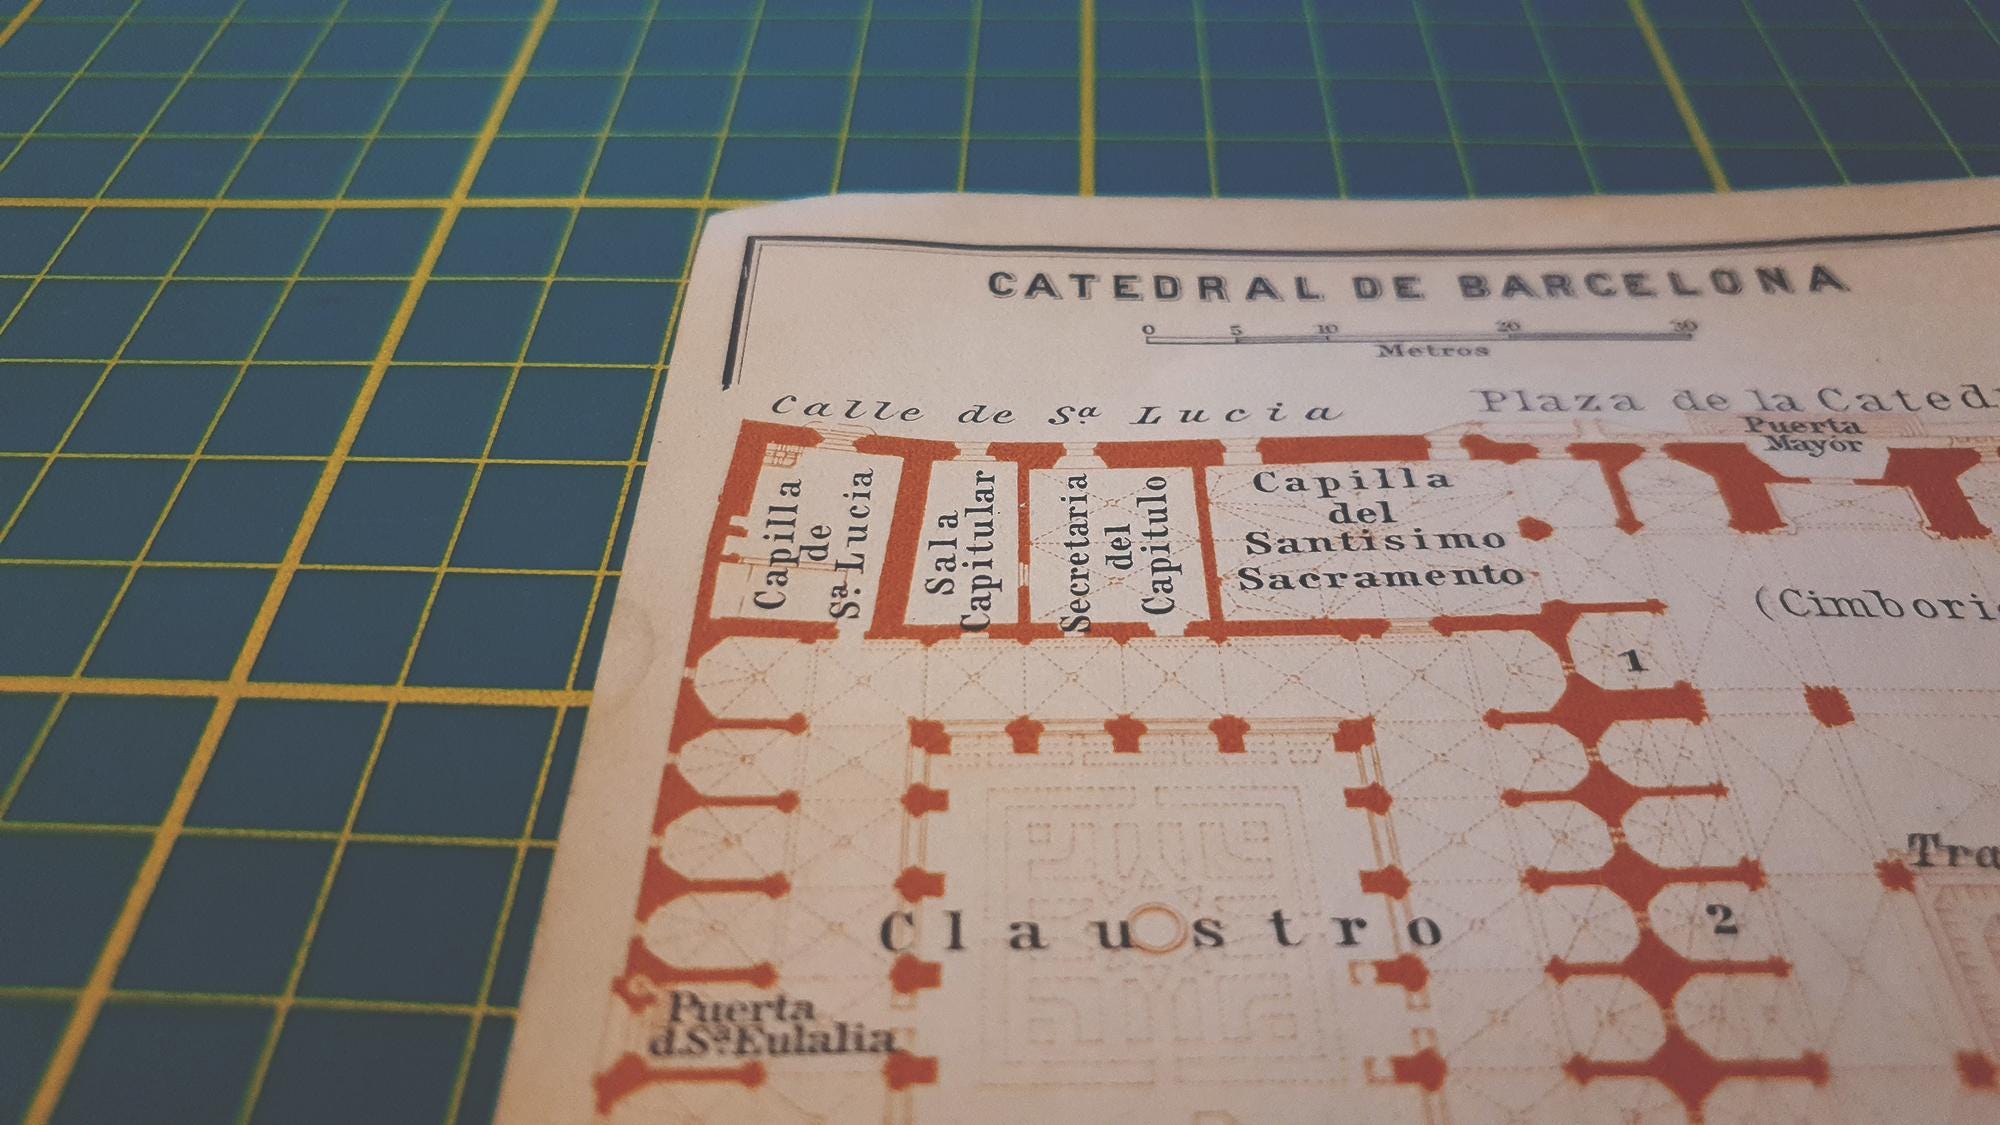 CATEDRAL DE BARCELONA
0 5 10 20 30
Metros
Calle de Sa. Lucia
Plaza de la Cated
Puerta
Mayor
Capilla
de
Sa. Lucia
Sala
Capitular
Secretaria
del
Capitulo
Capilla
del
Santisimo
Sacramento
(Cimborio
1
Tra
Claustro
2
Puerta
d.Sa.Eulalia